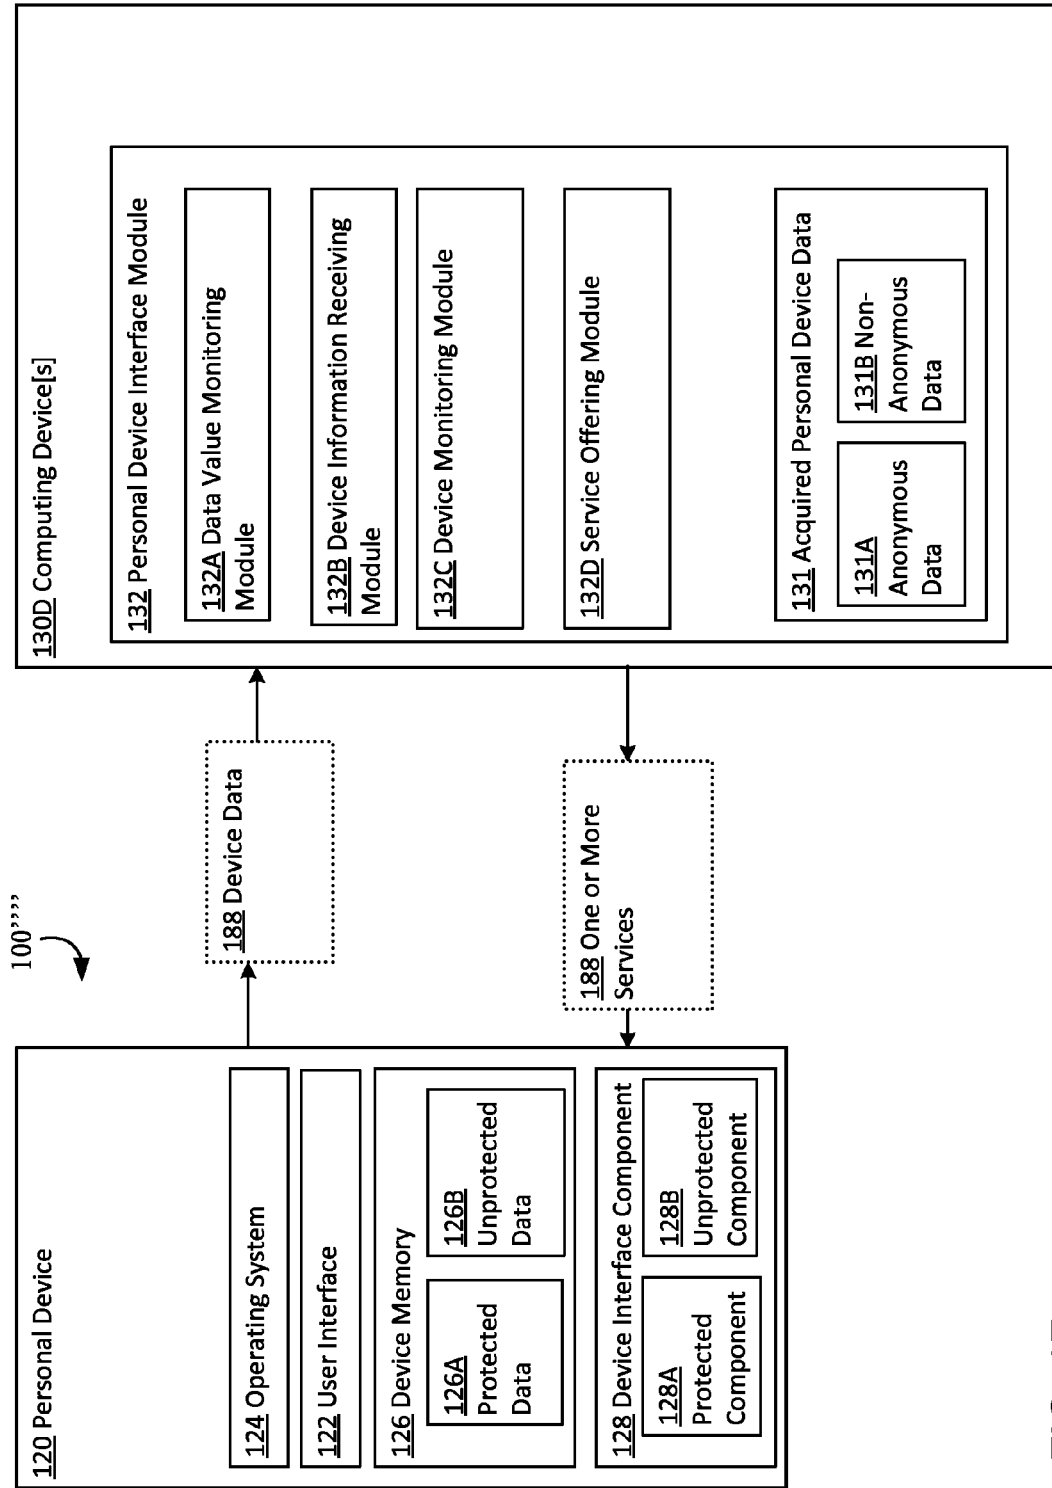 100''''
120 Personal Device
124 Operating System
122 User Interface
126 Device Memory
126A
Protected
Data
126B
Unprotected
Data
128 Device Interface Component
128A
Protected
Component
128B
Unprotected
Component
188 Device Data
188 One or More
Services
130D Computing Device[s]
132 Personal Device Interface Module
132A Data Value Monitoring
Module
132B Device Information Receiving
Module
132C Device Monitoring Module
132D Service Offering Module
131 Acquired Personal Device Data
131A
Anonymous
Data
131B Non-
Anonymous
Data